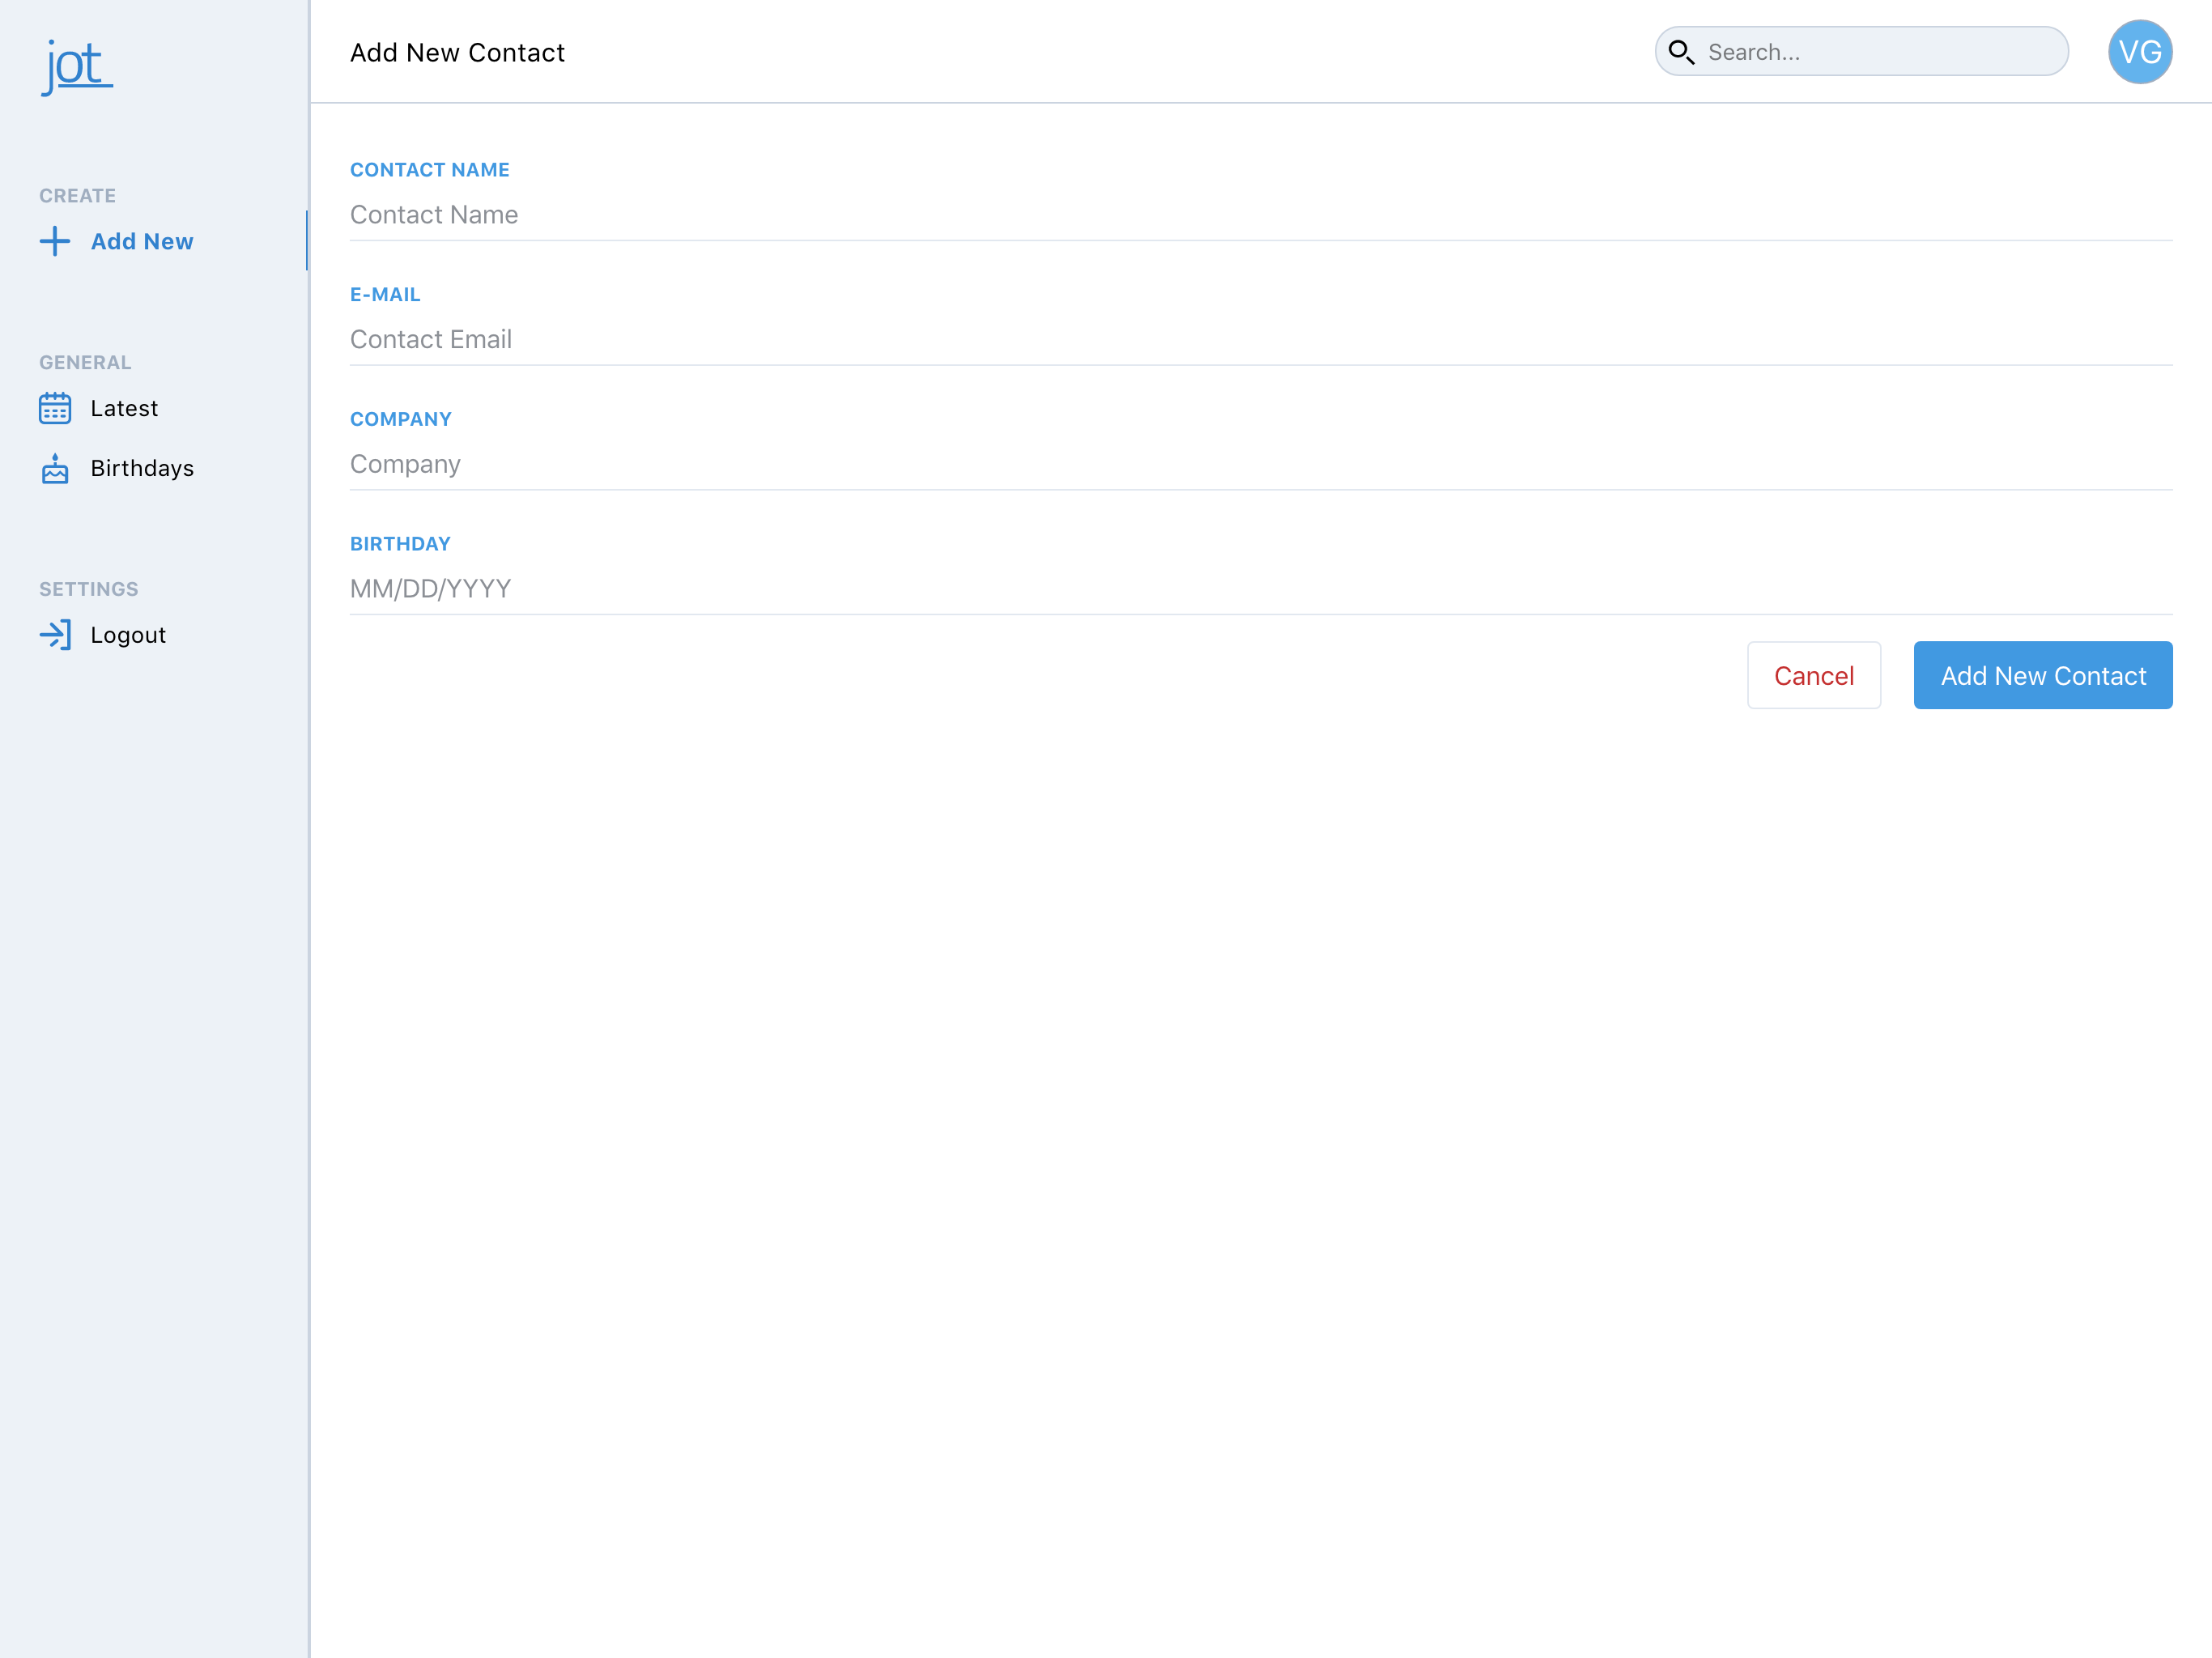 jot
CREATE
Add New
GENERAL
Latest
Birthdays
SETTINGS
Logout
Add New Contact
Search...
VG
CONTACT NAME
Contact Name
E-MAIL
Contact Email
COMPANY
Company
BIRTHDAY
MM/DD/YYYY
Cancel
Add New Contact